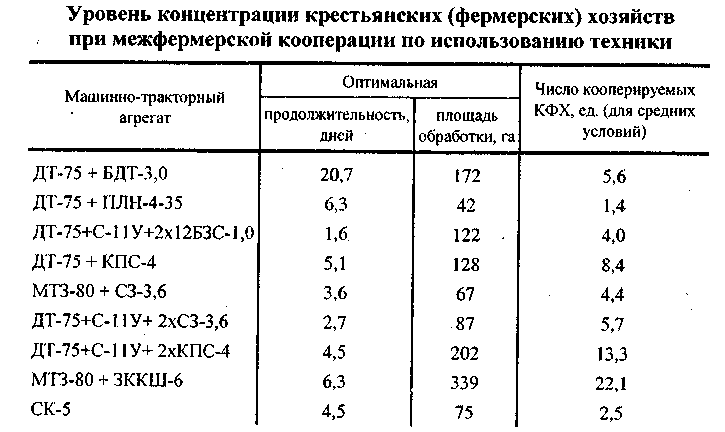 Уровень концентрации крестьянских (фермерских) хозяйств
при межфермерской кооперации по использованию техники
Машинно-тракторный
агрегат
Оптимальная
продолжительность,
дней
площадь
обработки, га
Число кооперируемых
КФХ, ед. (для средних
условий)
ДТ-75 + БДТ-3,0 20,7 172 5,6
ДТ-75 + ПЛН-4-35 6,3 42 1,4
ДТ-75+С-11У+2х12БЗС-1,0 1,6 122 4,0
ДТ-75 + КПС-4 5,1 128 8,4
МТЗ-80 + СЗ-3,6 3,6 67 4,4
ДТ-75+С-11У+ 2хСЗ-3,6 2,7 87 5,7
ДТ-75+С-11У+ 2хКПС-4 4,5 202 13,3
МТЗ-80 + ЗККШ-6 6,3 339 22,1
СК-5 4,5 75 2,5